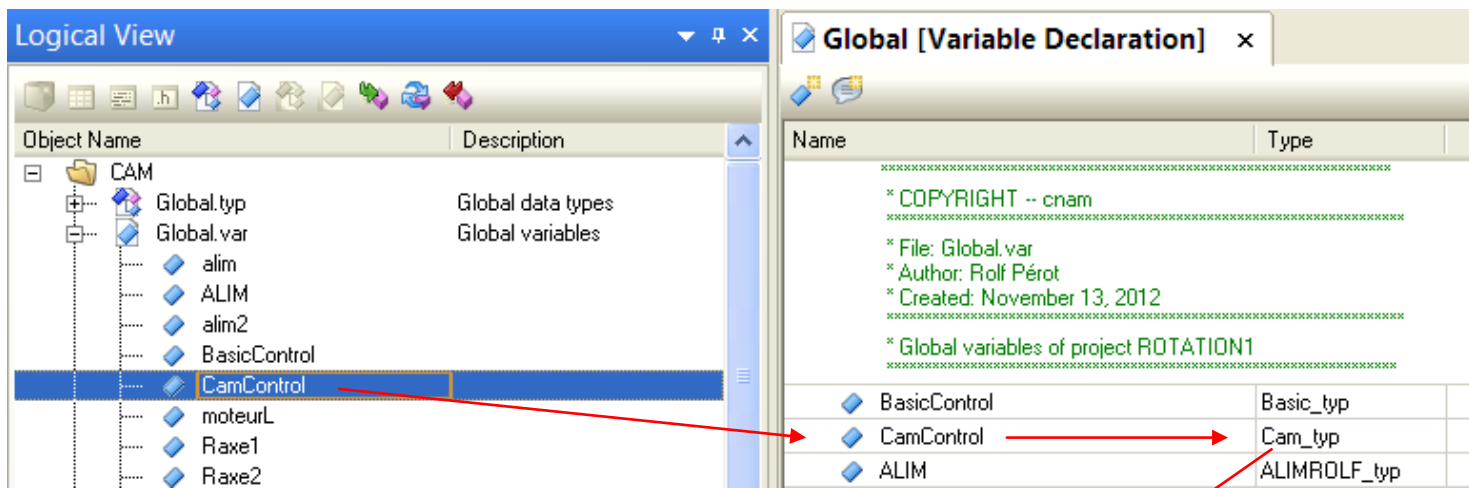 Logical View
Object Name Description
CAM
Global.typ Global data types
Global.var Global variables
alim
ALIM
alim2
BasicControl
CamControl
moteurL
Raxe1
Raxe2
Global [Variable Declaration]
Name Type
************************************************************************
* COPYRIGHT -- cnam
************************************************************************
* File: Global.var
* Author: Rolf Pérot
* Created: November 13, 2012
************************************************************************
* Global variables of project ROTATION1
************************************************************************
BasicControl Basic_typ
CamControl Cam_typ
ALIM ALIMROLF_typ